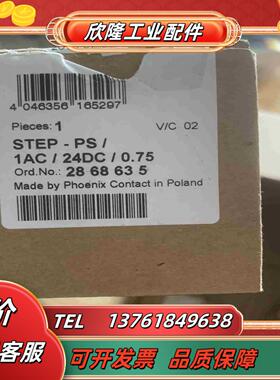 欣隆工业配件
4 046356 165297
Pieces: 1
V/C 02
STEP - PS /
1AC / 24DC / 0.75
Ord.No.: 28 68 63 5
Made by Phoenix Contact in Poland
价
客服
TEL 13761849638
开票发货 品质保障